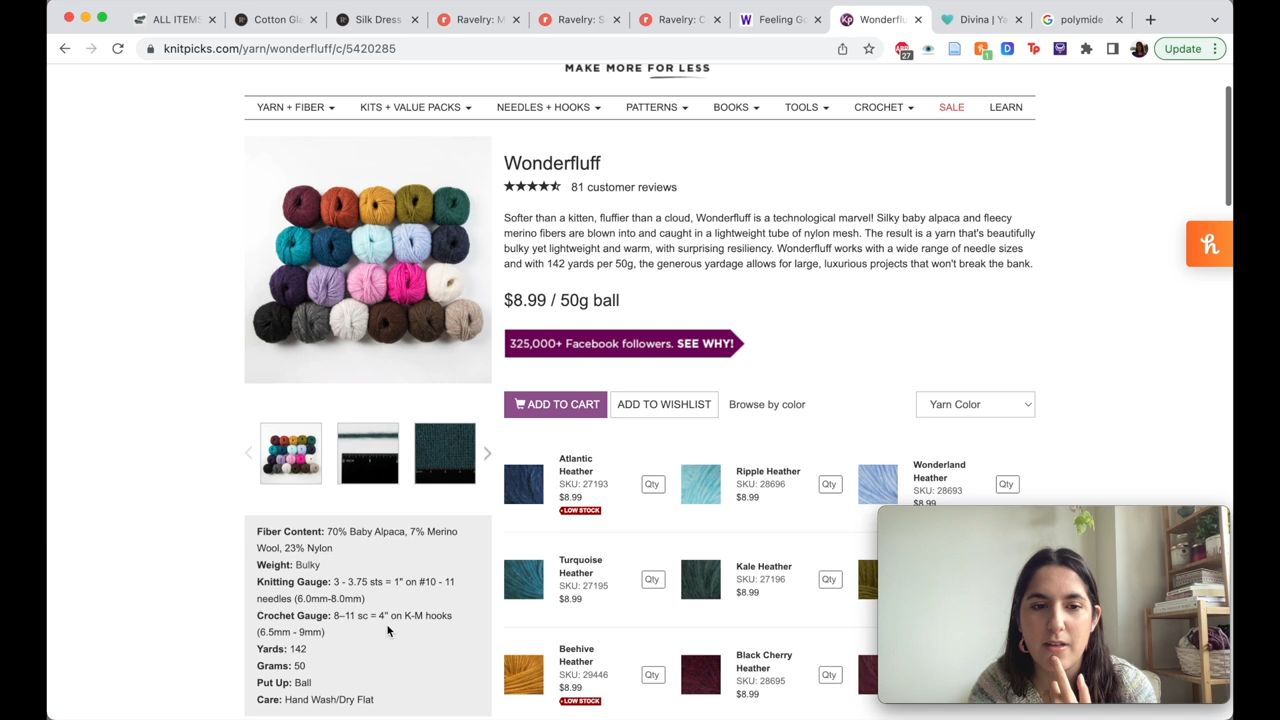 ALL ITEMS
Cotton Gl
Silk Dress
Ravelry: M
Ravelry: S
Ravelry: C
Feeling Go
Wonderflu
Divina | Ya
polymide
knitpicks.com/yarn/wonderfluff/c/5420285
27
1
Update
MAKE MORE FOR LESS
YARN + FIBER KITS + VALUE PACKS NEEDLES + HOOKS PATTERNS BOOKS TOOLS CROCHET SALE LEARN
Wonderfluff
81 customer reviews
Softer than a kitten, fluffier than a cloud, Wonderfluff is a technological marvel! Silky baby alpaca and fleecy
merino fibers are blown into and caught in a lightweight tube of nylon mesh. The result is a yarn that's beautifully
bulky yet lightweight and warm, with surprising resiliency. Wonderfluff works with a wide range of needle sizes
and with 142 yards per 50g, the generous yardage allows for large, luxurious projects that won't break the bank.
$8.99 / 50g ball
325,000+ Facebook followers. SEE WHY!
ADD TO CART ADD TO WISHLIST Browse by color Yarn Color
Atlantic
Heather
SKU: 27193
$8.99
LOW STOCK
Qty
Ripple Heather
SKU: 28696
$8.99
Qty
Wonderland
Heather
SKU: 28693
$8.99
Qty
Turquoise
Heather
SKU: 27195
$8.99
Qty
Kale Heather
SKU: 27196
$8.99
Qty
Beehive
Heather
SKU: 29446
$8.99
LOW STOCK
Qty
Black Cherry
Heather
SKU: 28695
$8.99
Qty
Fiber Content: 70% Baby Alpaca, 7% Merino
Wool, 23% Nylon
Weight: Bulky
Knitting Gauge: 3 - 3.75 sts = 1" on #10 - 11
needles (6.0mm-8.0mm)
Crochet Gauge: 8–11 sc = 4" on K-M hooks
(6.5mm - 9mm)
Yards: 142
Grams: 50
Put Up: Ball
Care: Hand Wash/Dry Flat